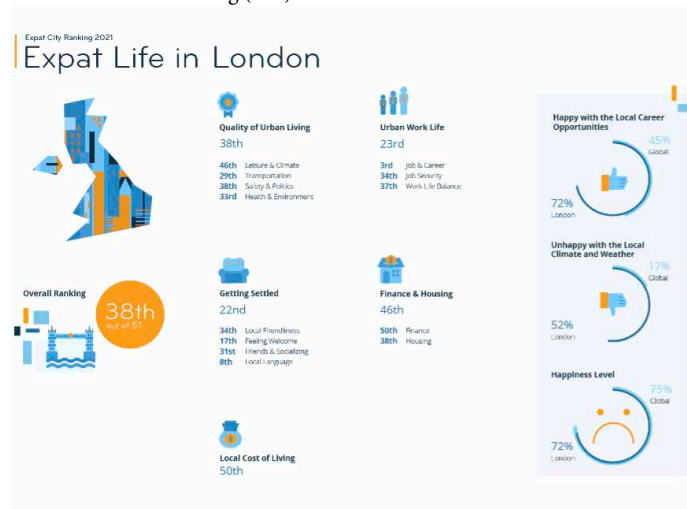 Expat City Ranking 2021
Expat Life in London
Quality of Urban Living
38th
46th Leisure & Climate
29th Transportation
38th Safety & Politics
33rd Health & Environment
Urban Work Life
23rd
3rd Job & Career
34th Job Security
37th Work Life Balance
Happy with the Local Career
Opportunities
45%
Global
72%
London
Unhappy with the Local
Climate and Weather
17%
Global
52%
London
Happiness Level
75%
Global
72%
London
Overall Ranking
38th
out of 57
Getting Settled
22nd
34th Local Friendliness
17th Feeling Welcome
31st Friends & Socializing
8th Local Language
Finance & Housing
46th
50th Finance
38th Housing
Local Cost of Living
50th